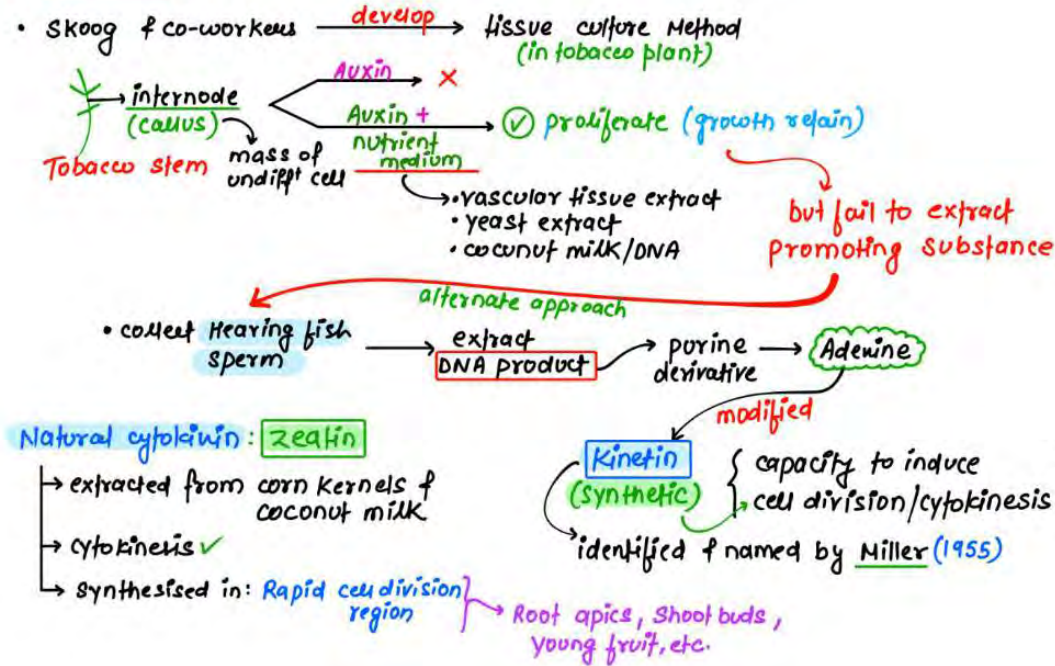 • Skoog & co-workers develop tissue culture Method
(in tobacco plant)
internode
(callus)
Tobacco stem
mass of
undiffⁿᵗ cell
Auxin ×
Auxin +
nutrient
medium
✓ proliferate (growth retain)
• vascular tissue extract
• yeast extract
• coconut milk/DNA
but fail to extract
promoting substance
alternate approach
• collect Hearing fish
sperm
extract
DNA product
purine
derivative
Adenine
modified
Kinetin
(synthetic)
capacity to induce
cell division/cytokinesis
identified & named by Miller (1955)
Natural cytokinin: Zeatin
extracted from corn kernels &
coconut milk
cytokinesis ✓
synthesised in: Rapid cell division
region
Root apics, Shoot buds,
young fruit, etc.